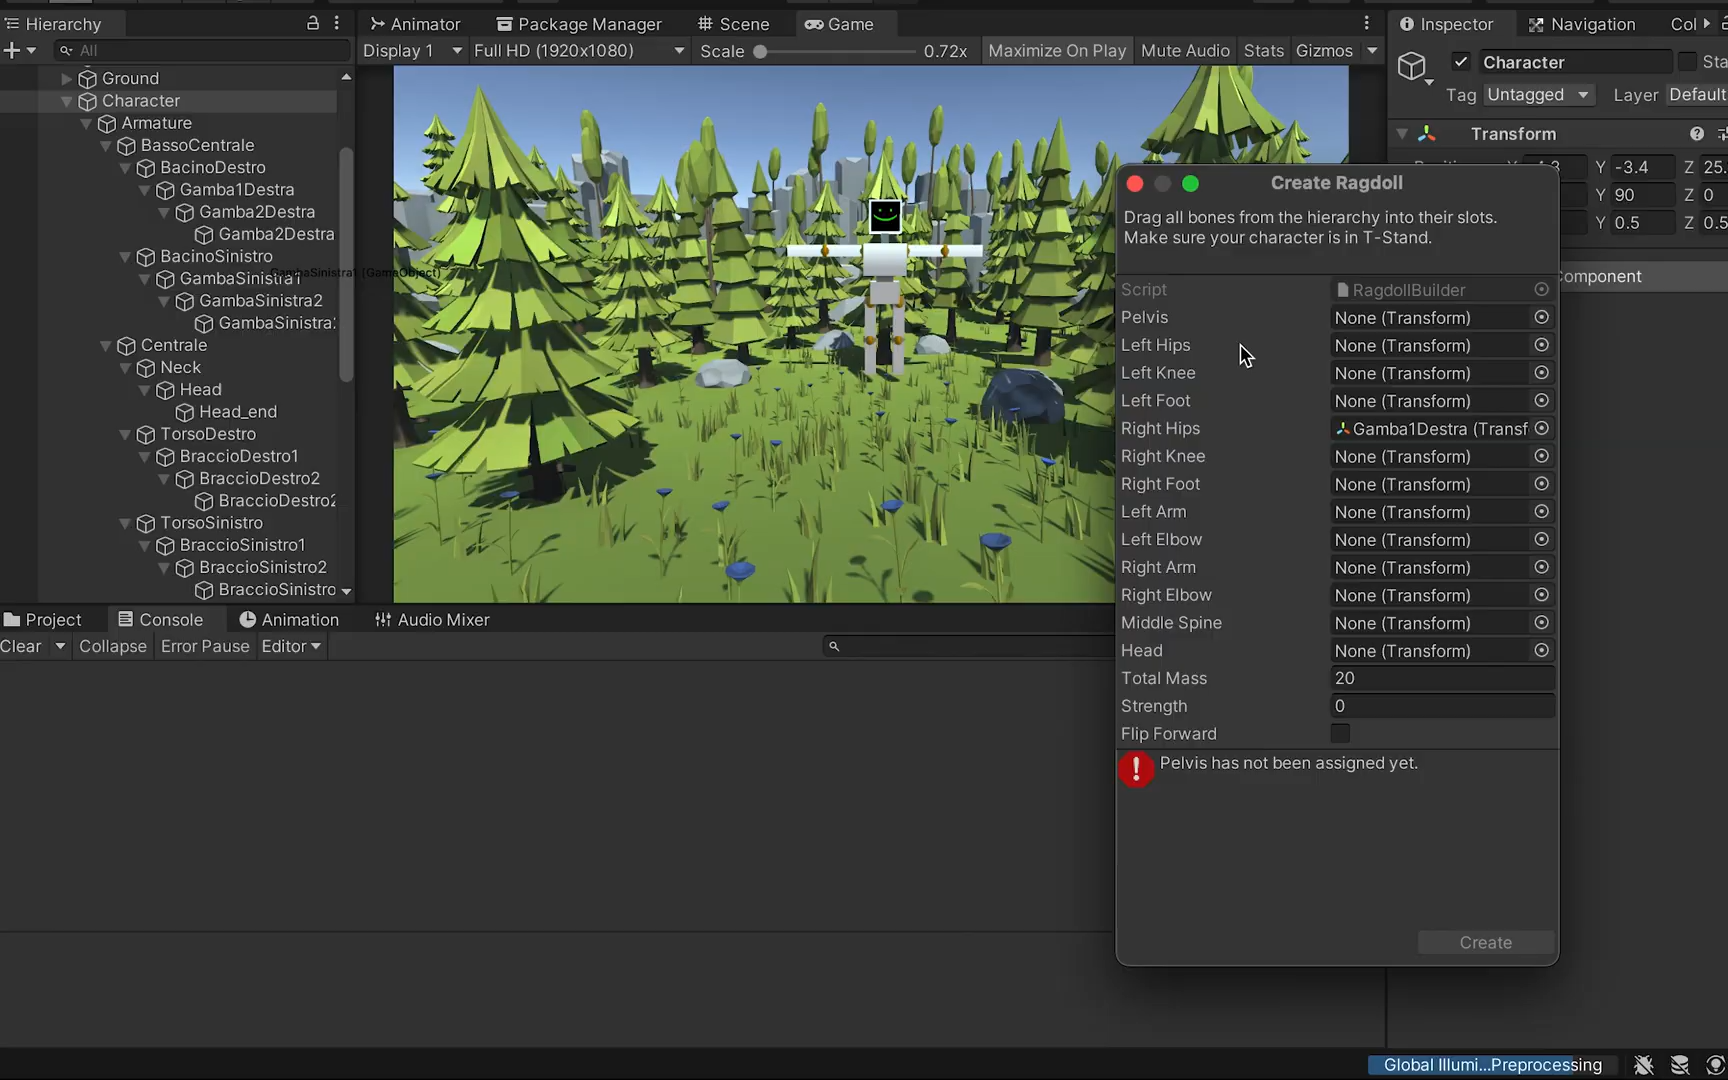 Hierarchy
All
Ground
Character
Armature
BassoCentrale
BacinoDestro
Gamba1Destra
Gamba2Destra
Gamba2Destra
BacinoSinistro
GambaSinistra1
GambaSinistra1 (GameObject)
GambaSinistra2
GambaSinistra
Centrale
Neck
Head
Head_end
TorsoDestro
BraccioDestro1
BraccioDestro2
BraccioDestro2
TorsoSinistro
BraccioSinistro1
BraccioSinistro2
BraccioSinistro
Animator
Package Manager
Scene
Game
Display 1
Full HD (1920x1080)
Scale
0.72x
Maximize On Play
Mute Audio
Stats
Gizmos
Inspector
Navigation
Col
Character
Sta
Tag Untagged
Layer Default
Transform
Y -3.4 Z 25.
Y 90 Z 0
Y 0.5 Z 0.5
Component
Create Ragdoll
Drag all bones from the hierarchy into their slots.
Make sure your character is in T-Stand.
Script RagdollBuilder
Pelvis None (Transform)
Left Hips None (Transform)
Left Knee None (Transform)
Left Foot None (Transform)
Right Hips Gamba1Destra (Transf
Right Knee None (Transform)
Right Foot None (Transform)
Left Arm None (Transform)
Left Elbow None (Transform)
Right Arm None (Transform)
Right Elbow None (Transform)
Middle Spine None (Transform)
Head None (Transform)
Total Mass 20
Strength 0
Flip Forward
Pelvis has not been assigned yet.
Create
Project
Console
Animation
Audio Mixer
Clear
Collapse
Error Pause
Editor
Global Illumi...Preprocessing